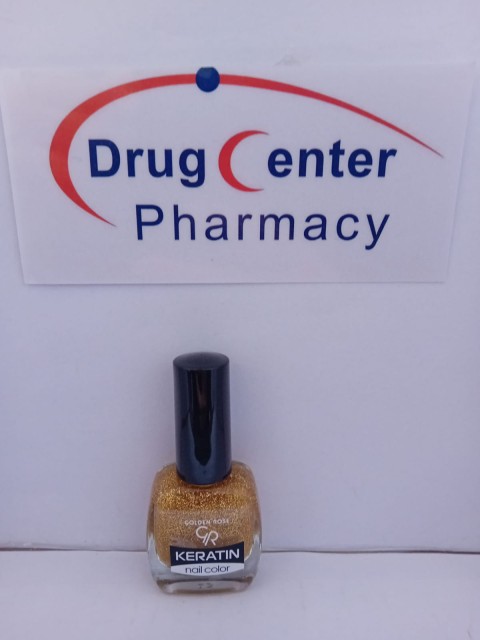 Drug Center
Pharmacy
GOLDEN ROSE
GR
KERATIN
nail color